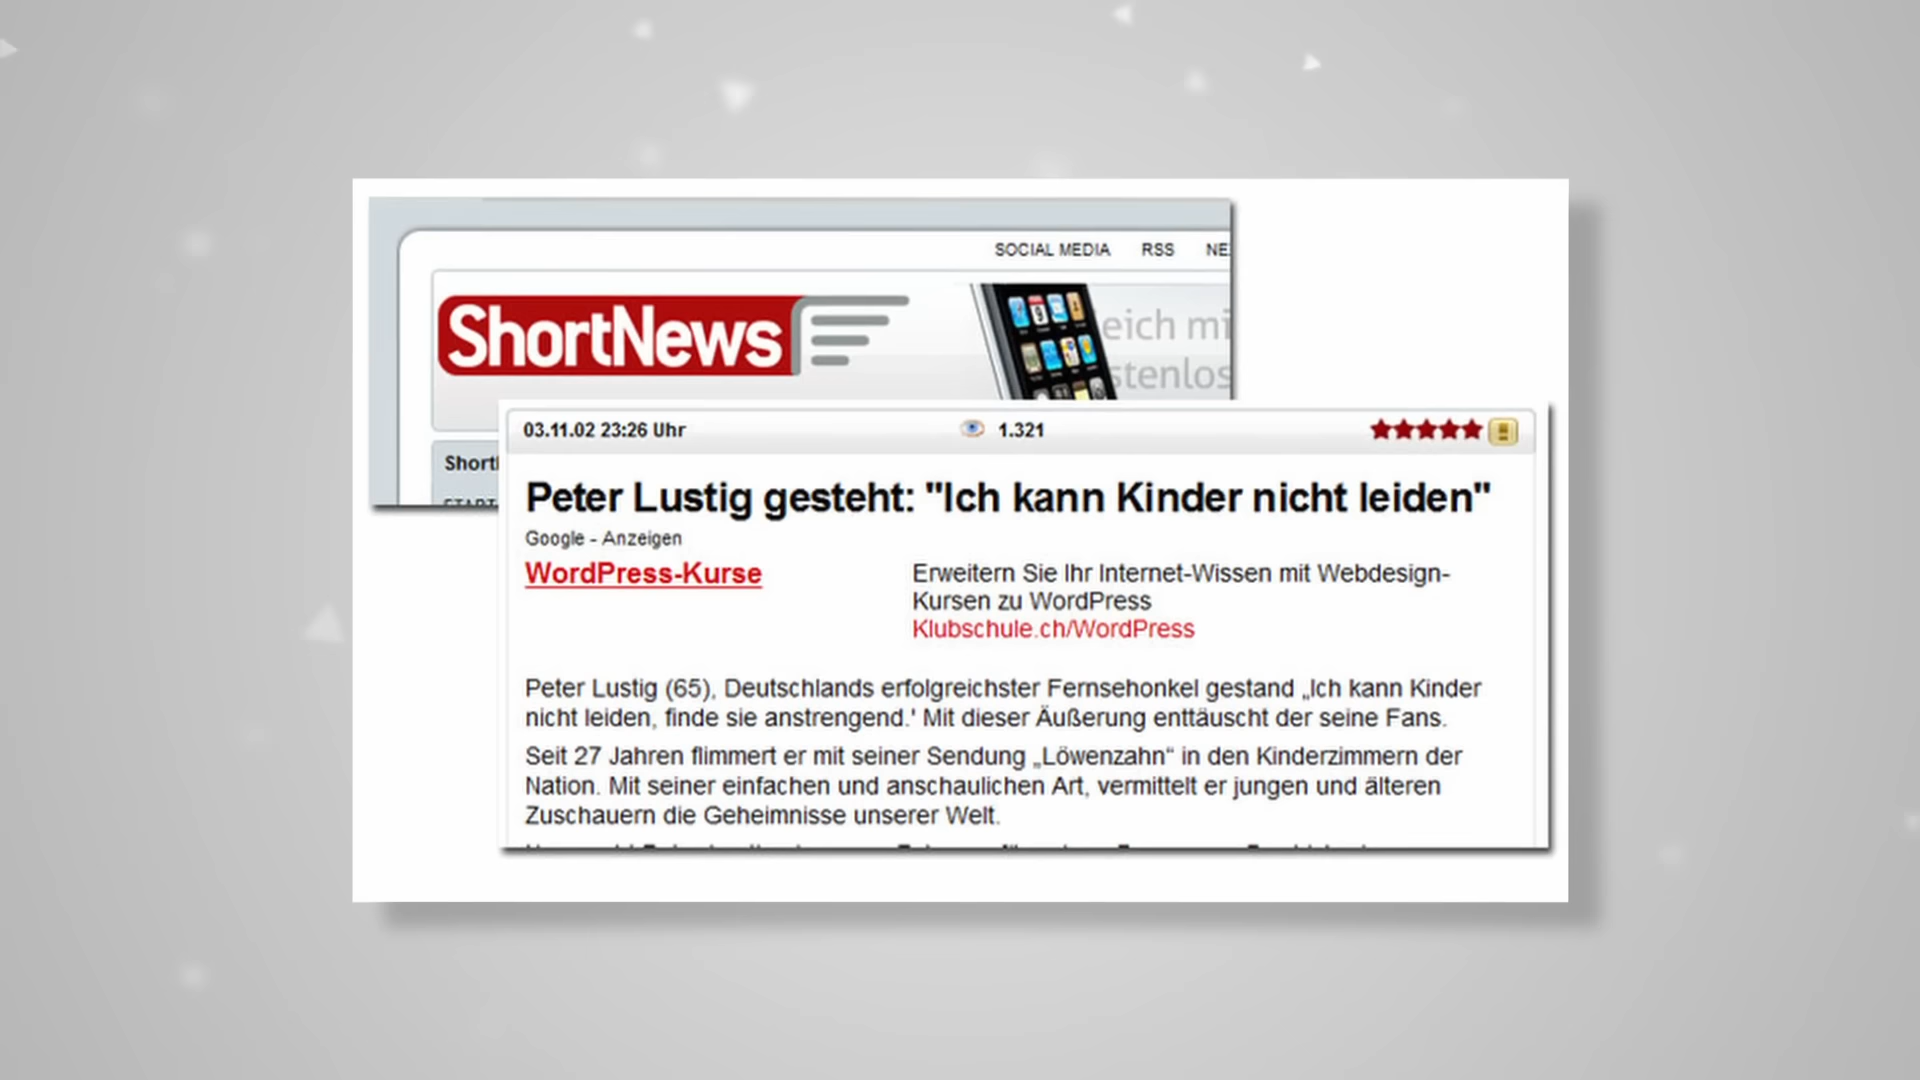 SOCIAL MEDIA RSS
ShortNews
eich mi
stenlos
03.11.02 23:26 Uhr 1.321
Peter Lustig gesteht: "Ich kann Kinder nicht leiden"
Google - Anzeigen
WordPress-Kurse
Erweitern Sie Ihr Internet-Wissen mit Webdesign-
Kursen zu WordPress
Klubschule.ch/WordPress
Peter Lustig (65), Deutschlands erfolgreichster Fernsehonkel gestand „Ich kann Kinder
nicht leiden, finde sie anstrengend.' Mit dieser Äußerung enttäuscht der seine Fans.
Seit 27 Jahren flimmert er mit seiner Sendung „Löwenzahn“ in den Kinderzimmern der
Nation. Mit seiner einfachen und anschaulichen Art, vermittelt er jungen und älteren
Zuschauern die Geheimnisse unserer Welt.